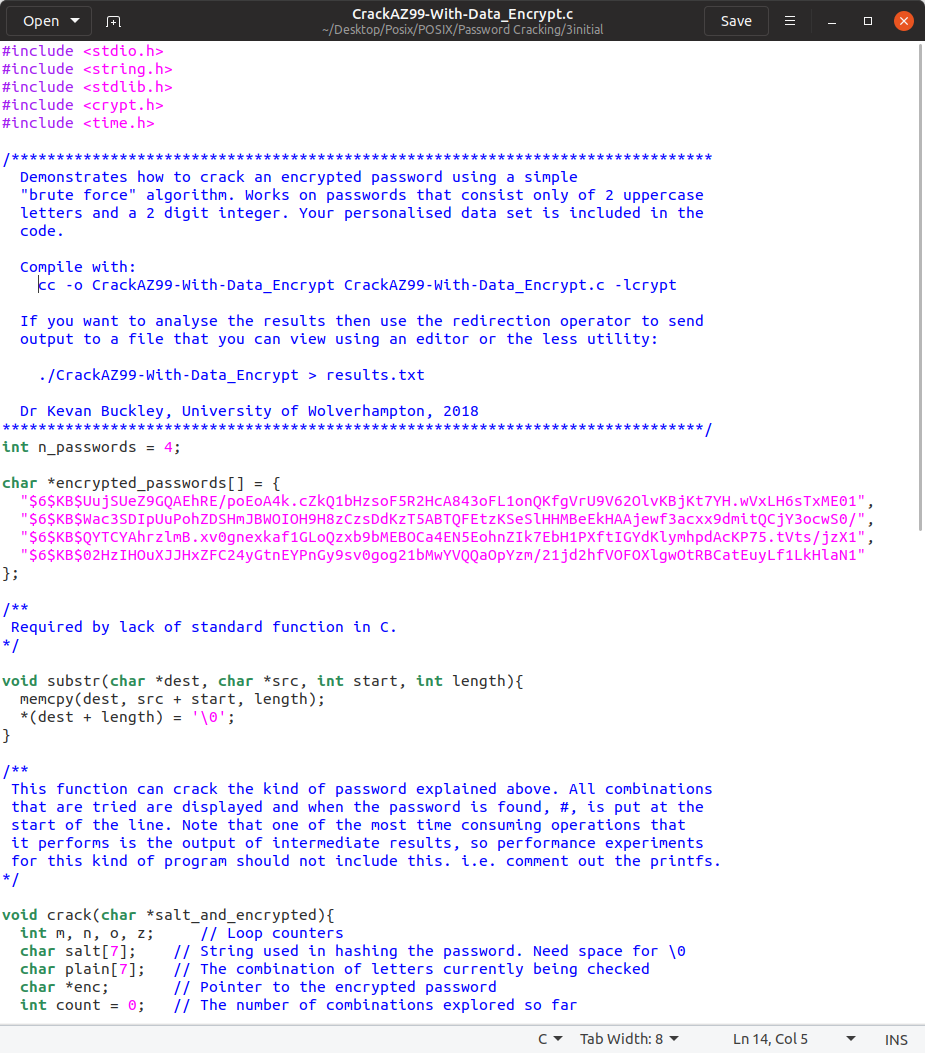 Open
CrackAZ99-With-Data_Encrypt.c
~/Desktop/Posix/POSIX/Password Cracking/3initial
Save
#include <stdio.h>
#include <string.h>
#include <stdlib.h>
#include <crypt.h>
#include <time.h>
/******************************************************************************
  Demonstrates how to crack an encrypted password using a simple
  "brute force" algorithm. Works on passwords that consist only of 2 uppercase
  letters and a 2 digit integer. Your personalised data set is included in the
  code.
  Compile with:
    cc -o CrackAZ99-With-Data_Encrypt CrackAZ99-With-Data_Encrypt.c -lcrypt
  If you want to analyse the results then use the redirection operator to send
  output to a file that you can view using an editor or the less utility:
    ./CrackAZ99-With-Data_Encrypt > results.txt
  Dr Kevan Buckley, University of Wolverhampton, 2018
******************************************************************************/
int n_passwords = 4;
char *encrypted_passwords[] = {
  "$6$KB$UujSUeZ9GQAEhRE/poEoA4k.cZkQ1bHzsoF5R2HcA843oFL1onQKfgVrU9V62OlvKBjKt7YH.wVxLH6sTxME01",
  "$6$KB$Wac3SDIpUuPohZDSHmJBWOIOH9H8zCzsDdKzT5ABTQFEtzKSeSlHHMBeEkHAAjewf3acxx9dmitQCjY3ocwS0/",
  "$6$KB$QYTCYAhrzlmB.xv0gnexkaf1GLoQzxb9bMEBOCa4EN5EohnZIk7EbH1PXftIGYdKlymhpdAcKP75.tVts/jzX1",
  "$6$KB$02HzIHOuXJJHxZFC24yGtnEYPnGy9sv0gog21bMwYVQQaOpYzm/21jd2hfVOFOXlgwOtRBCatEuyLf1LkHlaN1"
};
/**
 Required by lack of standard function in C.
*/
void substr(char *dest, char *src, int start, int length){
  memcpy(dest, src + start, length);
  *(dest + length) = '\0';
}
/**
 This function can crack the kind of password explained above. All combinations
 that are tried are displayed and when the password is found, #, is put at the
 start of the line. Note that one of the most time consuming operations that
 it performs is the output of intermediate results, so performance experiments
 for this kind of program should not include this. i.e. comment out the printfs.
*/
void crack(char *salt_and_encrypted){
  int m, n, o, z;     // Loop counters
  char salt[7];    // String used in hashing the password. Need space for \0
  char plain[7];   // The combination of letters currently being checked
  char *enc;       // Pointer to the encrypted password
  int count = 0;   // The number of combinations explored so far
C
Tab Width: 8
Ln 14, Col 5
INS